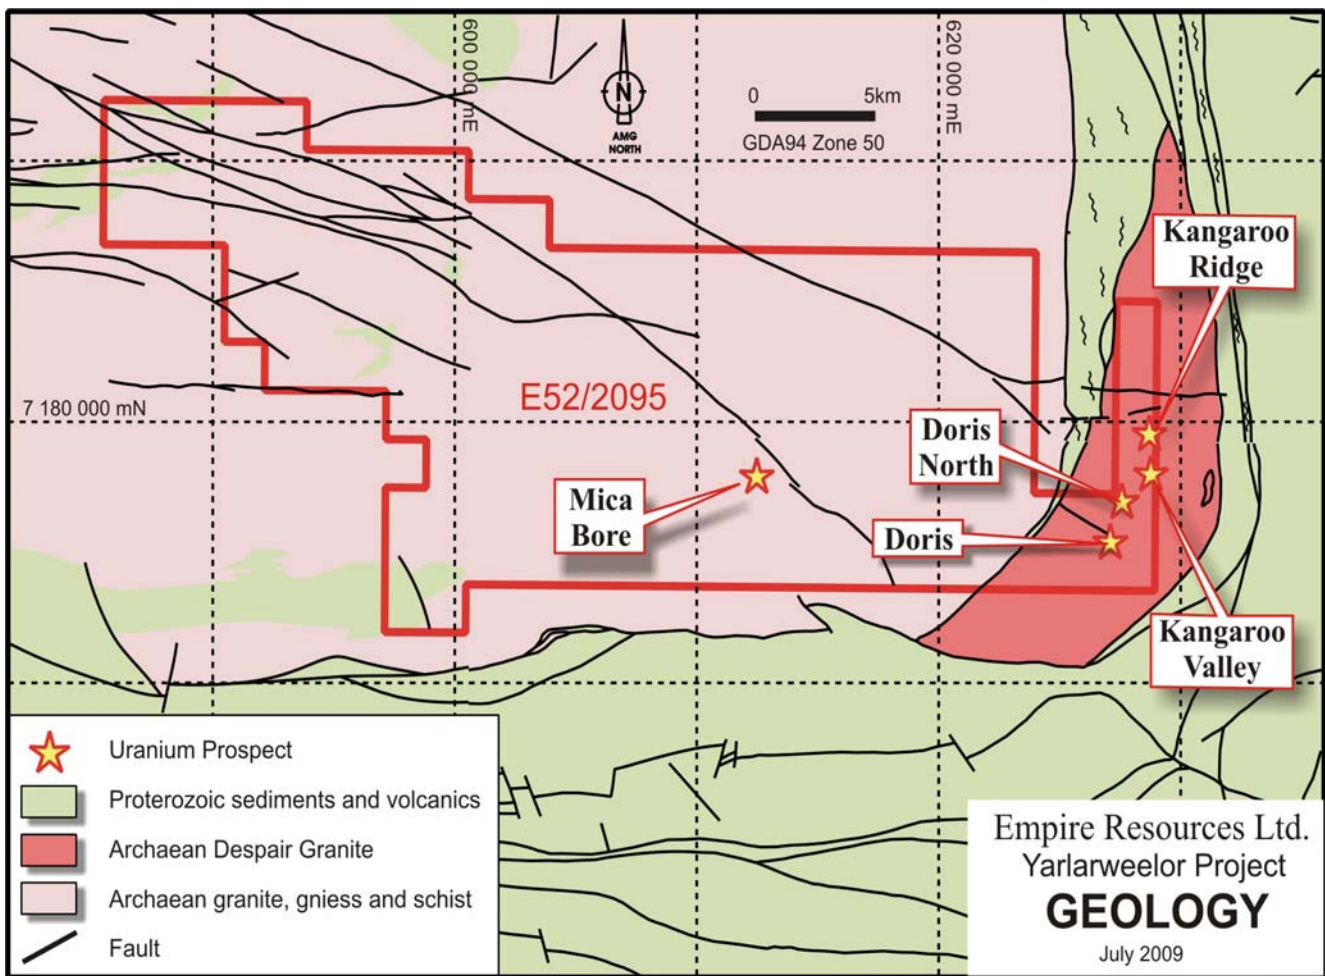 600 000 mE
620 000 mE
N
AMG
NORTH
0 5km
GDA94 Zone 50
Kangaroo
Ridge
E52/2095
7 180 000 mN
Doris
North
Mica
Bore
Doris
Kangaroo
Valley
Uranium Prospect
Proterozoic sediments and volcanics
Archaean Despair Granite
Archaean granite, gniess and schist
Fault
Empire Resources Ltd.
Yarlarweelor Project
GEOLOGY
July 2009